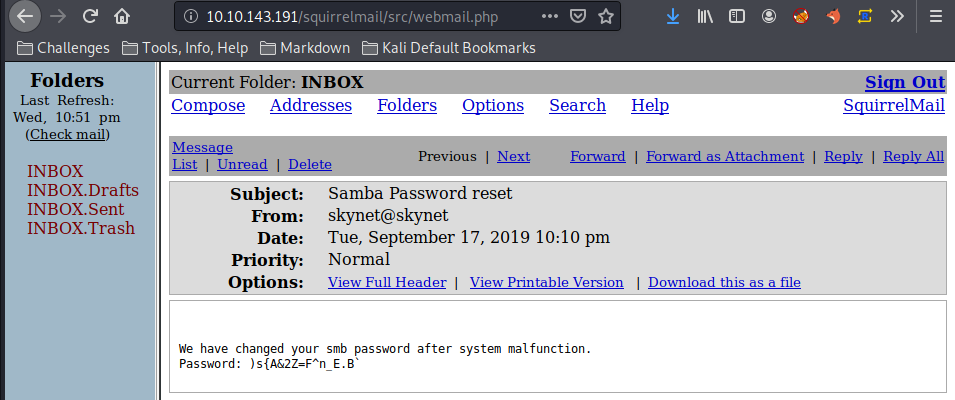 10.10.143.191/squirrelmail/src/webmail.php
Challenges Tools, Info, Help Markdown Kali Default Bookmarks
Folders
Last Refresh:
Wed, 10:51 pm
(Check mail)
INBOX
INBOX.Drafts
INBOX.Sent
INBOX.Trash
Current Folder: INBOX Sign Out
Compose Addresses Folders Options Search Help SquirrelMail
Message
List | Unread | Delete Previous | Next Forward | Forward as Attachment | Reply | Reply All
Subject: Samba Password reset
From: skynet@skynet
Date: Tue, September 17, 2019 10:10 pm
Priority: Normal
Options: View Full Header | View Printable Version | Download this as a file
We have changed your smb password after system malfunction.
Password: )s{A&2Z=F^n_E.B`